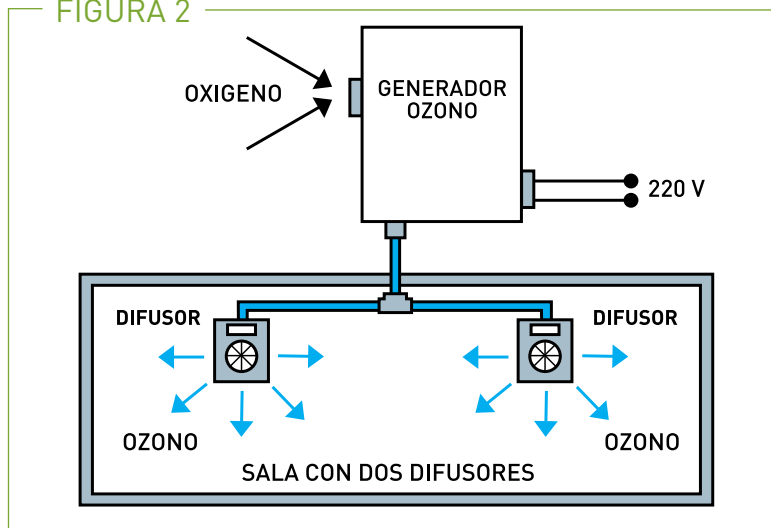 FIGURA 2
OXIGENO
GENERADOR
OZONO
220 V
DIFUSOR
DIFUSOR
OZONO
OZONO
SALA CON DOS DIFUSORES